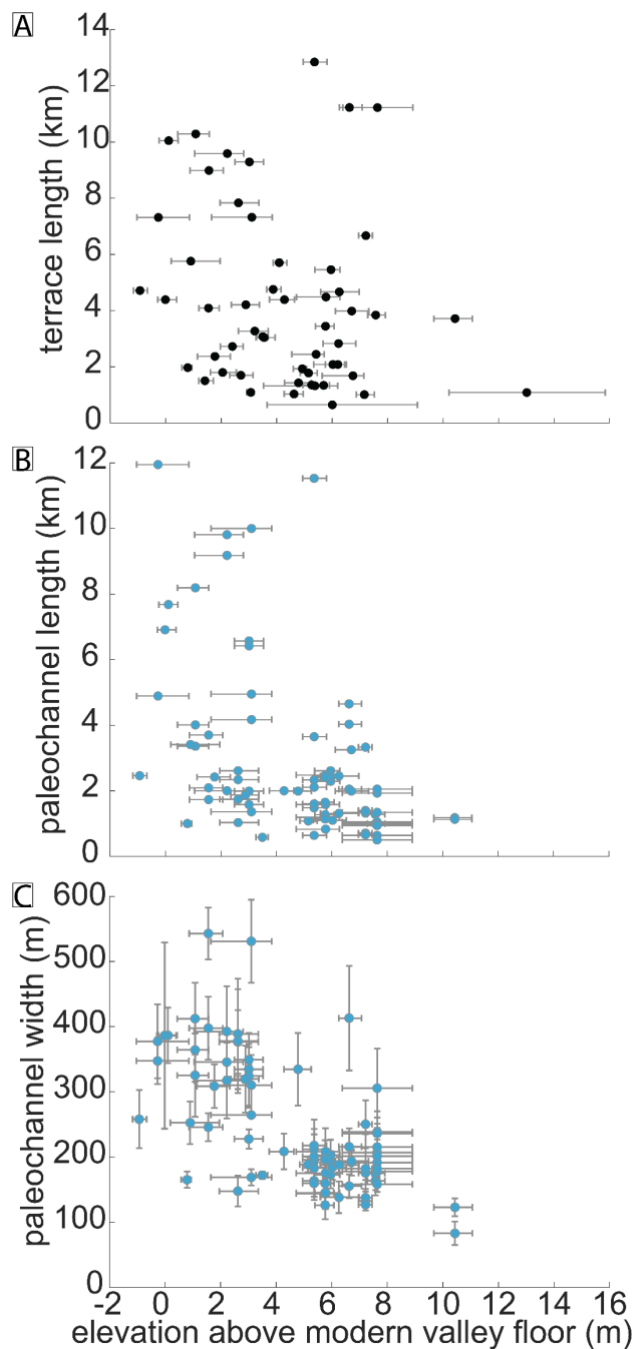 A
terrace length (km)
14
12
10
8
6
4
2
0
B
paleochannel length (km)
12
10
8
6
4
2
0
C
paleochannel width (m)
600
500
400
300
200
100
0
-2 0 2 4 6 8 10 12 14 16
elevation above modern valley floor (m)